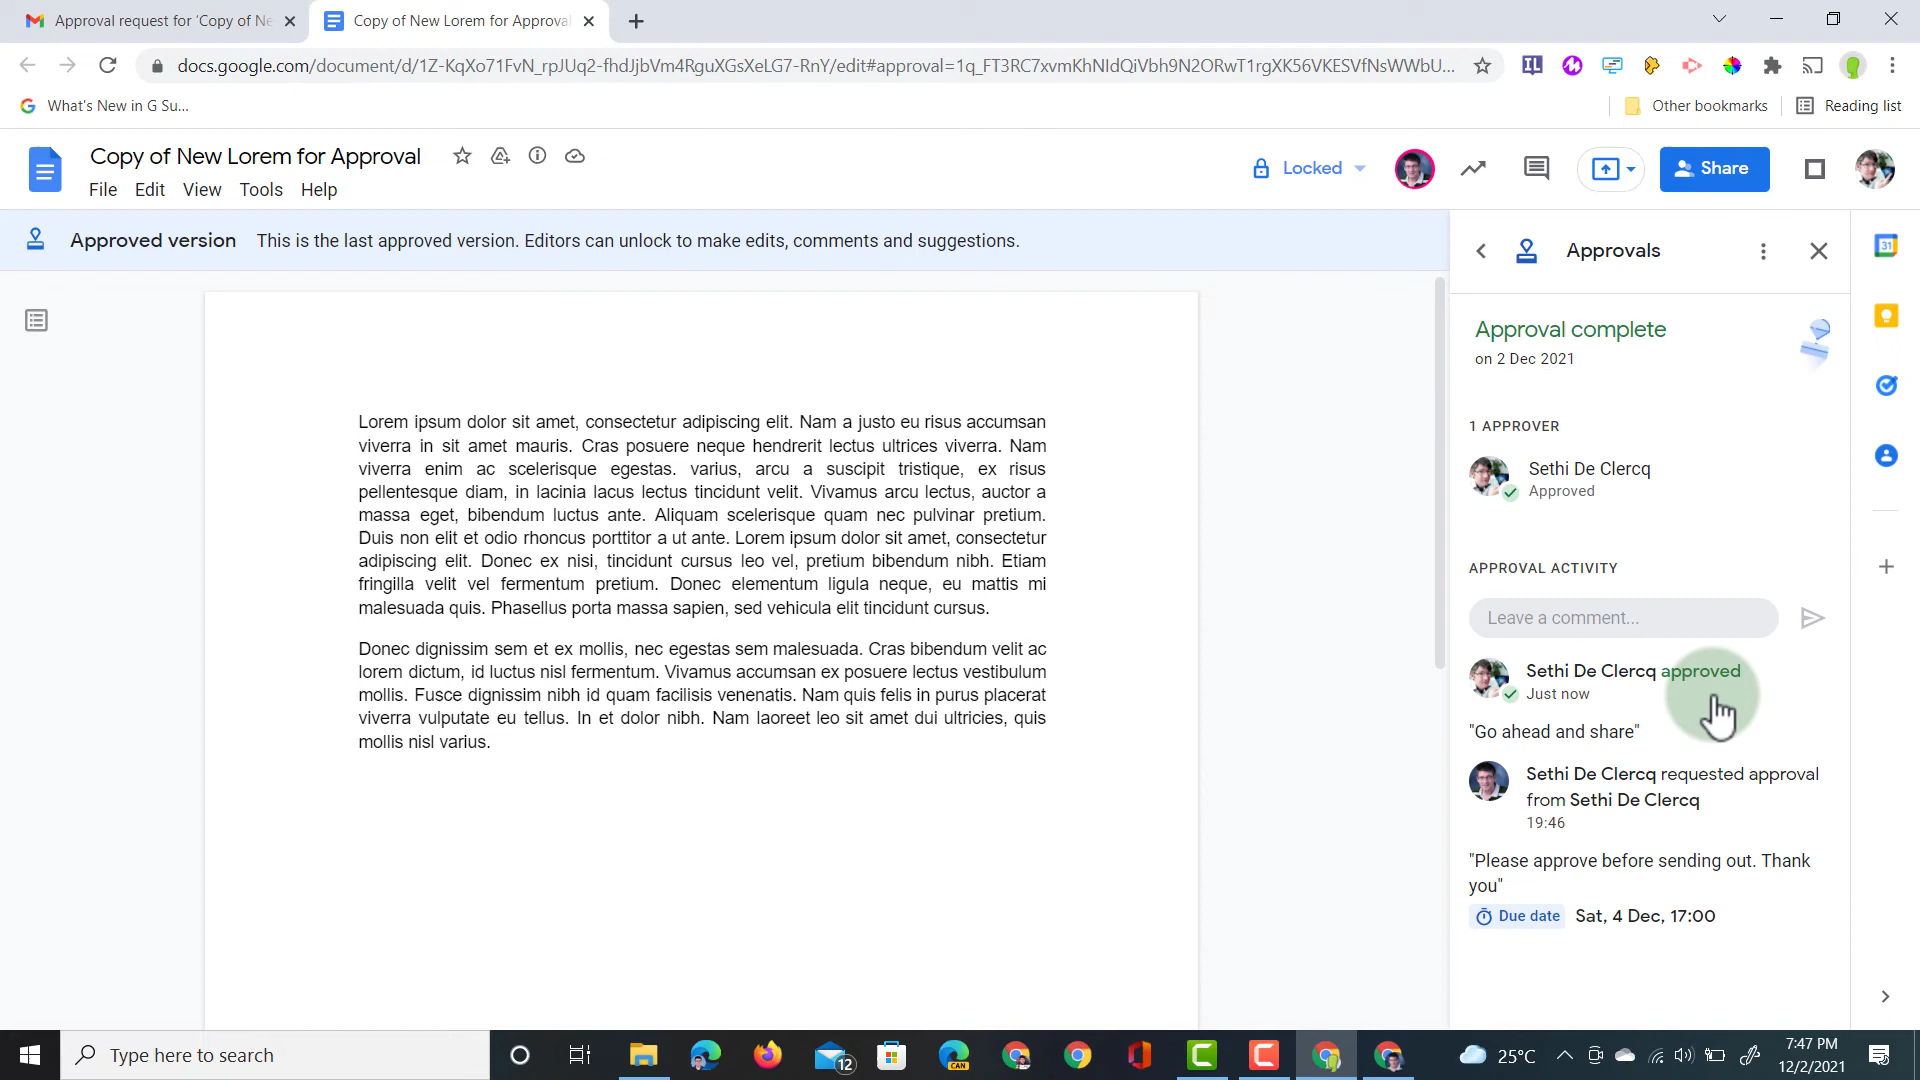 Approval request for 'Copy of Ne
Copy of New Lorem for Approval
docs.google.com/document/d/1Z-KqXo71FvN_rpJUq2-fhdJjbVm4RguXGsXeLG7-RnY/edit#approval=1q_FT3RC7xvmKhNIdQiVbh9N2ORwT1rgXK56VKESVfNsWWbU...
What's New in G Su...
Other bookmarks
Reading list
Copy of New Lorem for Approval
File Edit View Tools Help
Locked
Share
Approved version This is the last approved version. Editors can unlock to make edits, comments and suggestions.
Lorem ipsum dolor sit amet, consectetur adipiscing elit. Nam a justo eu risus accumsan
viverra in sit amet mauris. Cras posuere neque hendrerit lectus ultrices viverra. Nam
viverra enim ac scelerisque egestas. varius, arcu a suscipit tristique, ex risus
pellentesque diam, in lacinia lacus lectus tincidunt velit. Vivamus arcu lectus, auctor a
massa eget, bibendum luctus ante. Aliquam scelerisque quam nec pulvinar pretium.
Duis non elit et odio rhoncus porttitor a ut ante. Lorem ipsum dolor sit amet, consectetur
adipiscing elit. Donec ex nisi, tincidunt cursus leo vel, pretium bibendum nibh. Etiam
fringilla velit vel fermentum pretium. Donec elementum ligula neque, eu mattis mi
malesuada quis. Phasellus porta massa sapien, sed vehicula elit tincidunt cursus.
Donec dignissim sem et ex mollis, nec egestas sem malesuada. Cras bibendum velit ac
lorem dictum, id luctus nisl fermentum. Vivamus accumsan ex posuere lectus vestibulum
mollis. Fusce dignissim nibh id quam facilisis venenatis. Nam quis felis in purus placerat
viverra vulputate eu tellus. In et dolor nibh. Nam laoreet leo sit amet dui ultricies, quis
mollis nisl varius.
Approvals
Approval complete
on 2 Dec 2021
1 APPROVER
Sethi De Clercq
Approved
APPROVAL ACTIVITY
Leave a comment...
Sethi De Clercq approved
Just now
"Go ahead and share"
Sethi De Clercq requested approval
from Sethi De Clercq
19:46
"Please approve before sending out. Thank
you"
Due date Sat, 4 Dec, 17:00
31
Type here to search
12
CAN
25°C
7:47 PM
12/2/2021